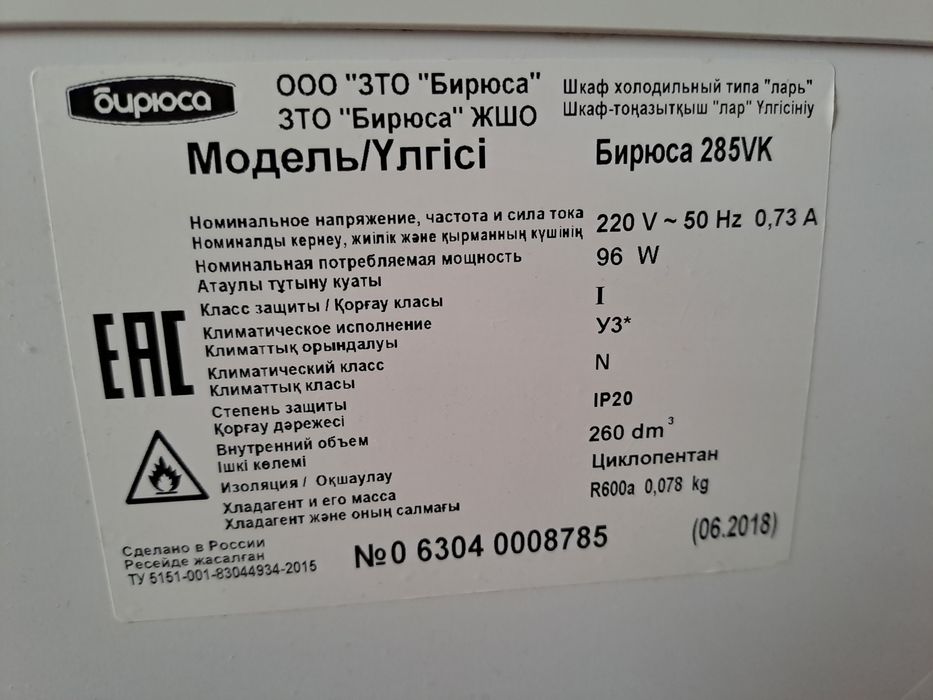 бирюса
ООО "ЗТО "Бирюса"
ЗТО "Бирюса" ЖШО
Шкаф холодильный типа "ларь"
Шкаф-тоңазытқыш "лар" Үлгісініу
Модель/Үлгісі Бирюса 285VK
Номинальное напряжение, частота и сила тока 220 V ~ 50 Hz 0,73 A
Номиналды кернеу, жиілік және қырманның күшінің
Номинальная потребляемая мощность 96 W
Атаулы тұтыну куаты
Класс защиты / Қорғау класы I
Климатическое исполнение У3*
Климаттық орындалуы
Климатический класс N
Климаттық класы
Степень защиты IP20
Қорғау дәрежесі
Внутренний объем 260 dm³
Ішкі көлемі
Изоляция / Оқшаулау Циклопентан
Хладагент и его масса R600a 0,078 kg
Хладагент және оның салмағы
EAC
Сделано в России
Ресейде жасалған
ТУ 5151-001-83044934-2015
№0 6304 0008785 (06.2018)